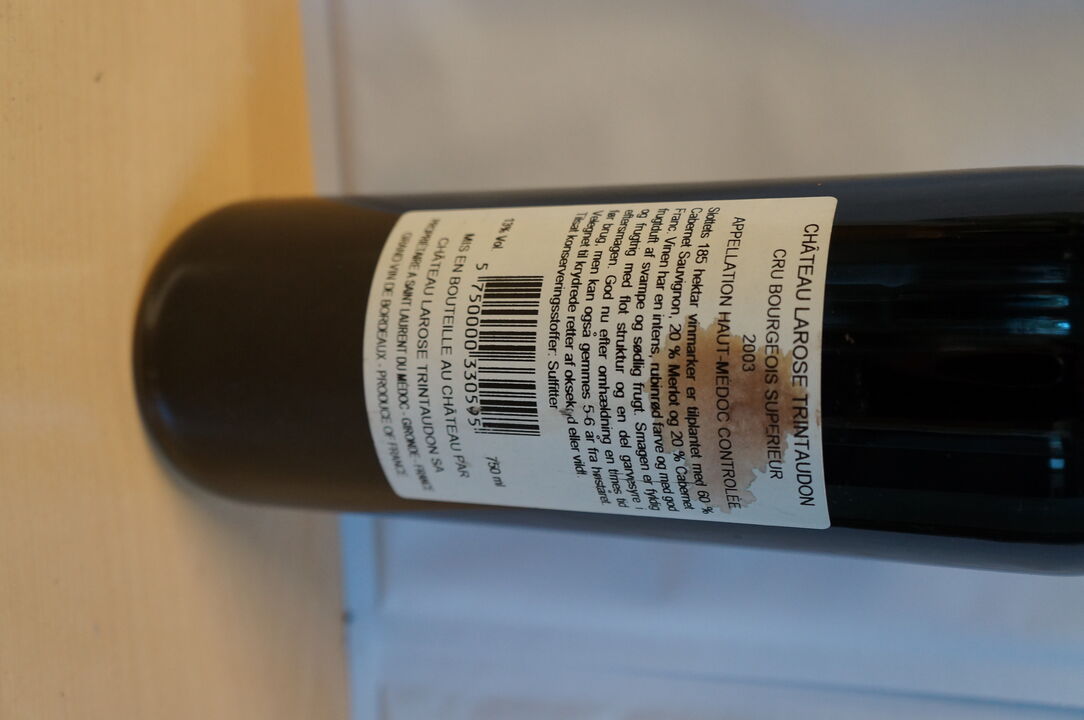 CHÂTEAU LAROSE TRINTAUDON
CRU BOURGEOIS SUPERIEUR
2003
APPELLATION HAUT-MÉDOC CONTROLÉE
Slottets 185 hektar vinmarker er tilplantet med 60 %
Cabernet Sauvignon, 20 % Merlot og 20 % Cabernet
Franc. Vinen har en intens, rubinrød farve og med god
frugtduft af svampe og sødlig frugt. Smagen er fyldig
og frugtrig med flot struktur og en del garvesyre i
eftersmagen. God nu efter omhældning en times tid
før brug, men kan også gemmes 5-6 år fra høståret.
Velegnet til krydrede retter af oksekød eller vildt.
Tilsat konserveringsstoffer: Sulfitter
5 750000 330595
13% Vol.
750 ml
MIS EN BOUTEILLE AU CHÂTEAU PAR
CHÂTEAU LAROSE TRINTAUDON SA
PROPRIETAIRE A SAINT LAURENT DU MÉDOC - GIRONDE - FRANCE
GRAND VIN DE BORDEAUX - PRODUCE OF FRANCE